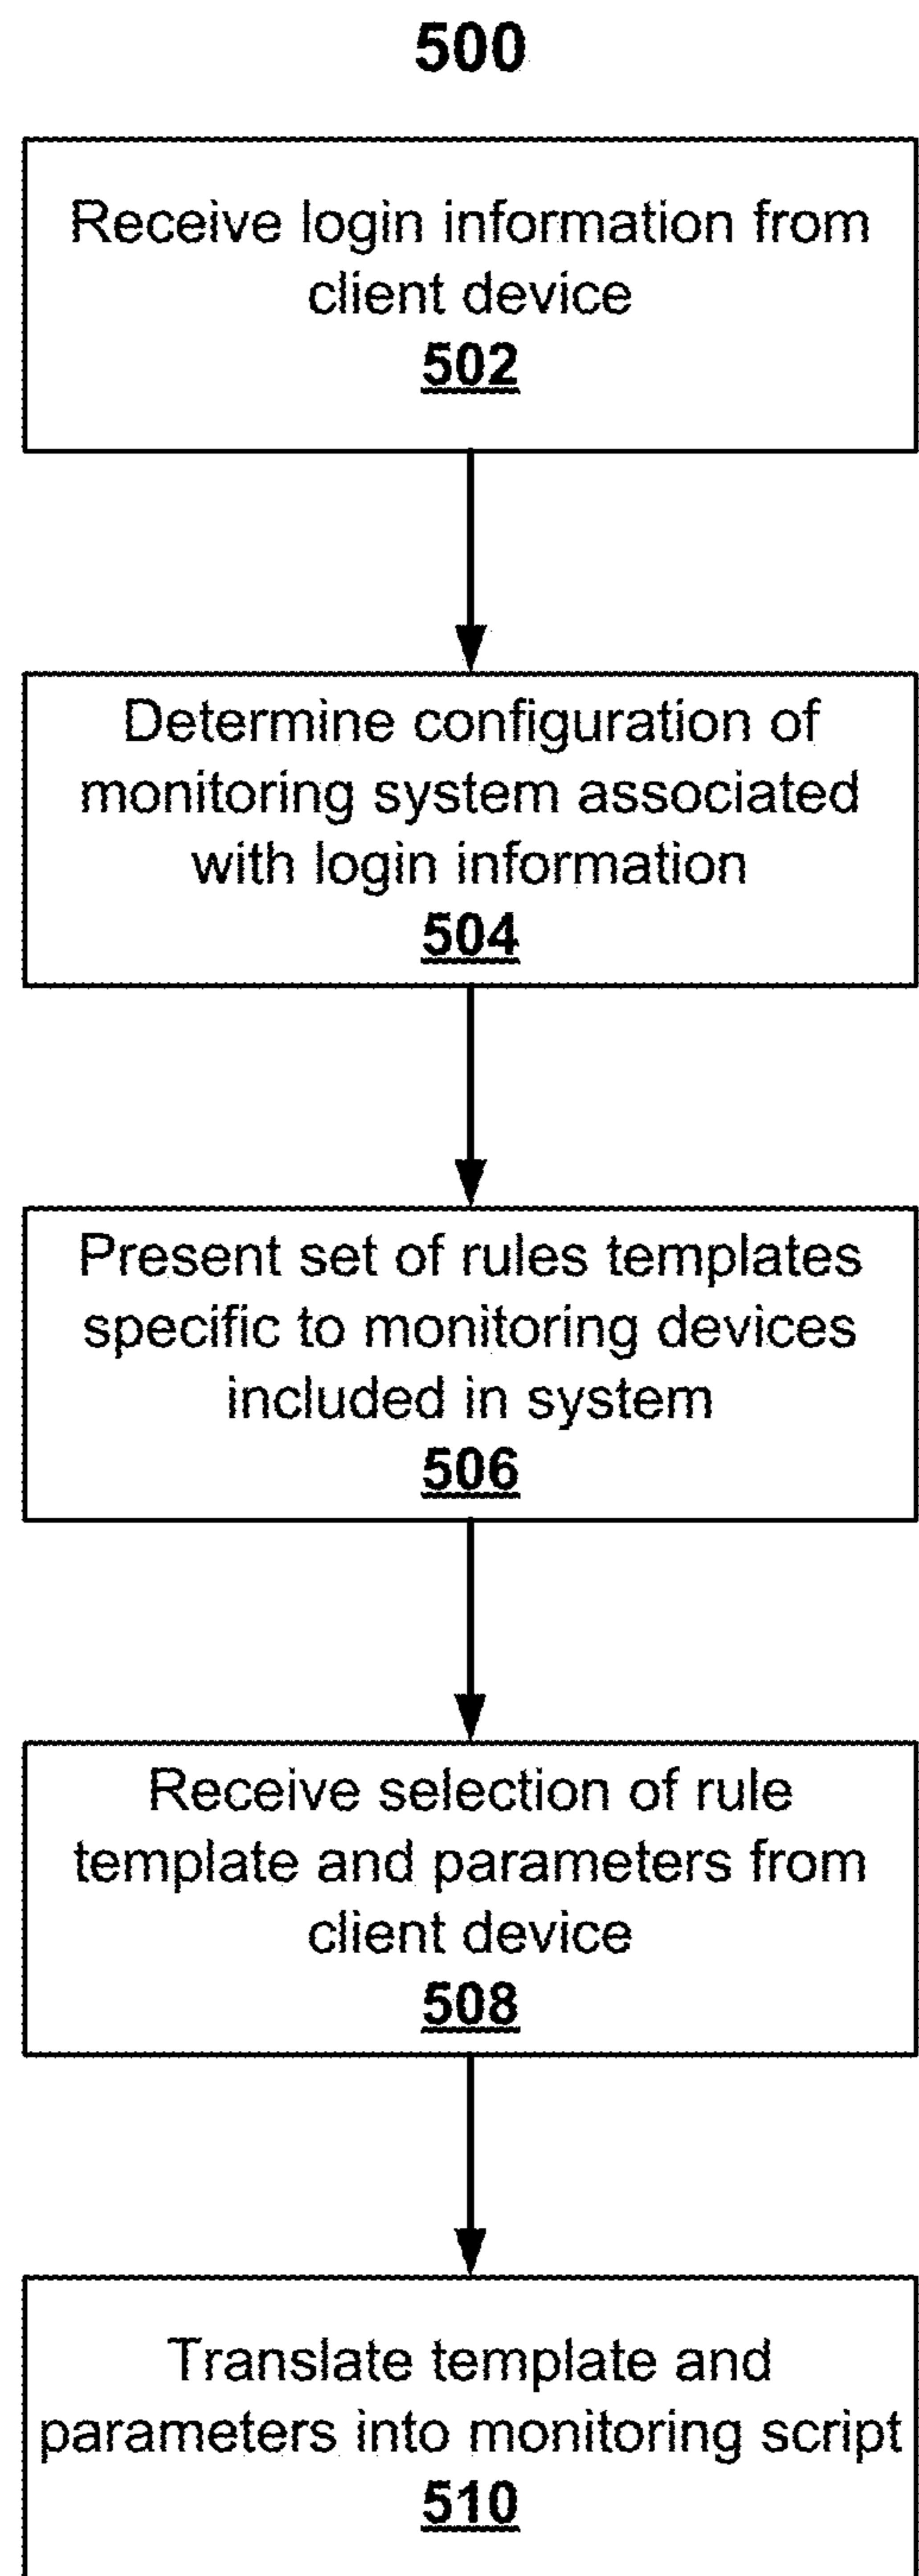 500
Receive login information from
client device
502
Determine configuration of
monitoring system associated
with login information
504
Present set of rules templates
specific to monitoring devices
included in system
506
Receive selection of rule
template and parameters from
client device
508
Translate template and
parameters into monitoring script
510